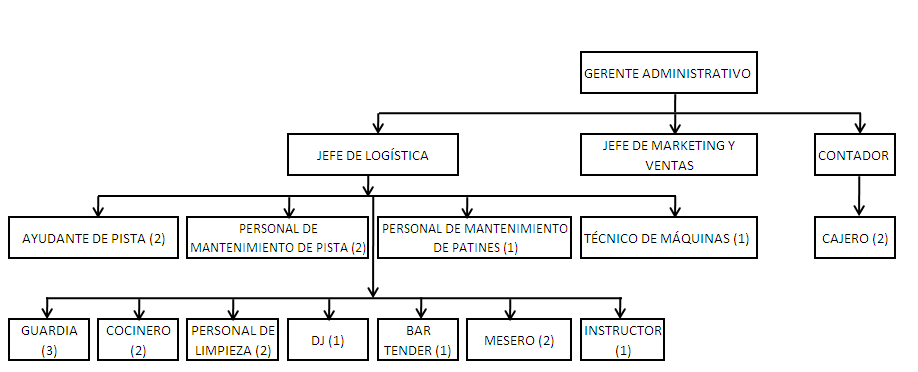 GERENTE ADMINISTRATIVO
JEFE DE LOGÍSTICA
JEFE DE MARKETING Y
VENTAS
CONTADOR
AYUDANTE DE PISTA (2)
PERSONAL DE
MANTENIMIENTO DE PISTA (2)
PERSONAL DE MANTENIMIENTO
DE PATINES (1)
TÉCNICO DE MÁQUINAS (1)
CAJERO (2)
GUARDIA
(3)
COCINERO
(2)
PERSONAL DE
LIMPIEZA (2)
DJ (1)
BAR
TENDER (1)
MESERO (2)
INSTRUCTOR
(1)